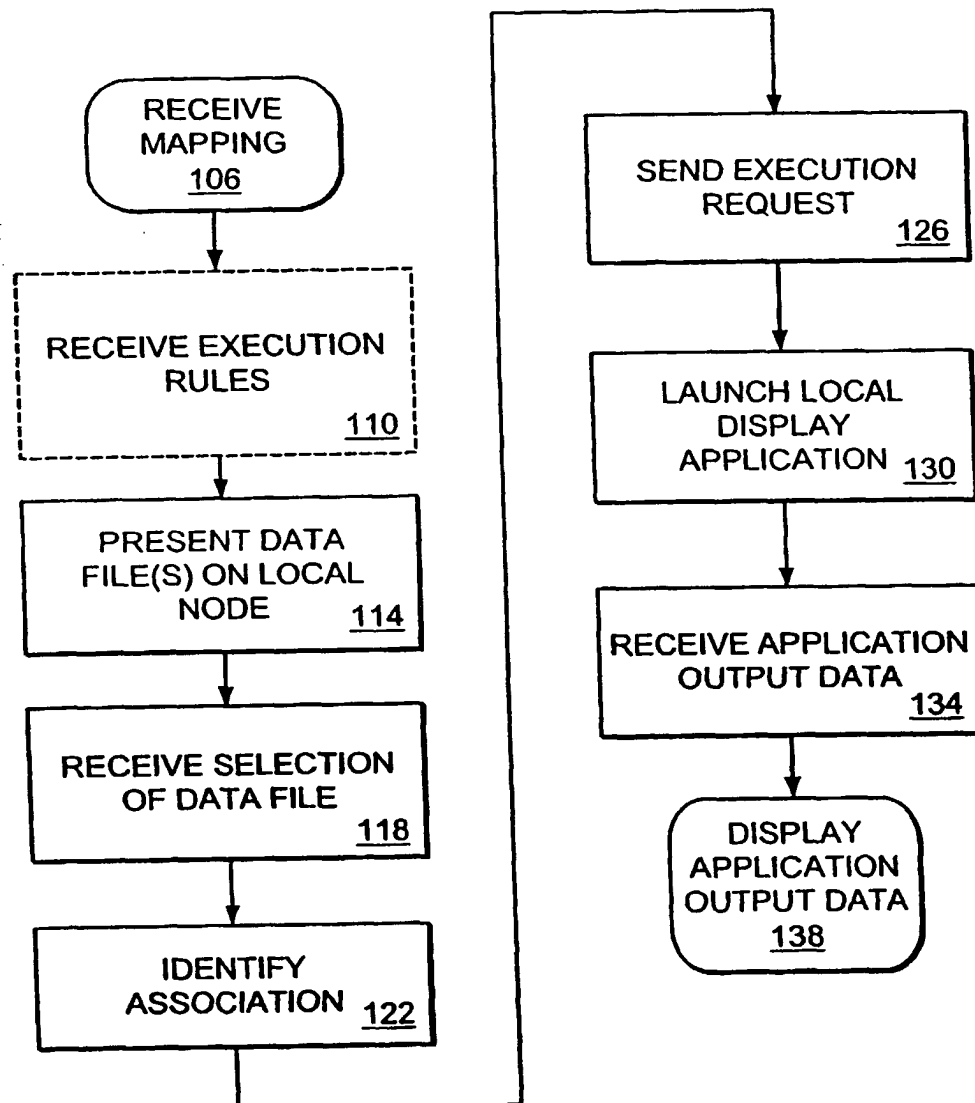 RECEIVE
MAPPING
106
RECEIVE EXECUTION
RULES
110
PRESENT DATA
FILE(S) ON LOCAL
NODE
114
RECEIVE SELECTION
OF DATA FILE
118
IDENTIFY
ASSOCIATION
122
SEND EXECUTION
REQUEST
126
LAUNCH LOCAL
DISPLAY
APPLICATION
130
RECEIVE APPLICATION
OUTPUT DATA
134
DISPLAY
APPLICATION
OUTPUT DATA
138